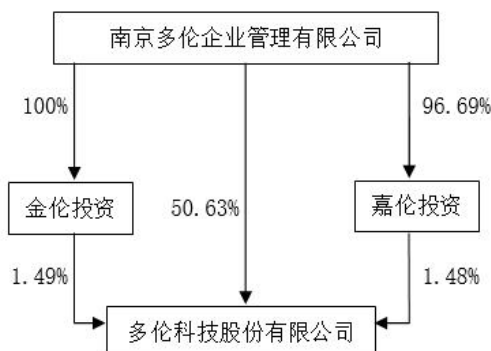 南京多伦企业管理有限公司
100%
96.69%
金伦投资
50.63%
嘉伦投资
1.49%
1.48%
多伦科技股份有限公司